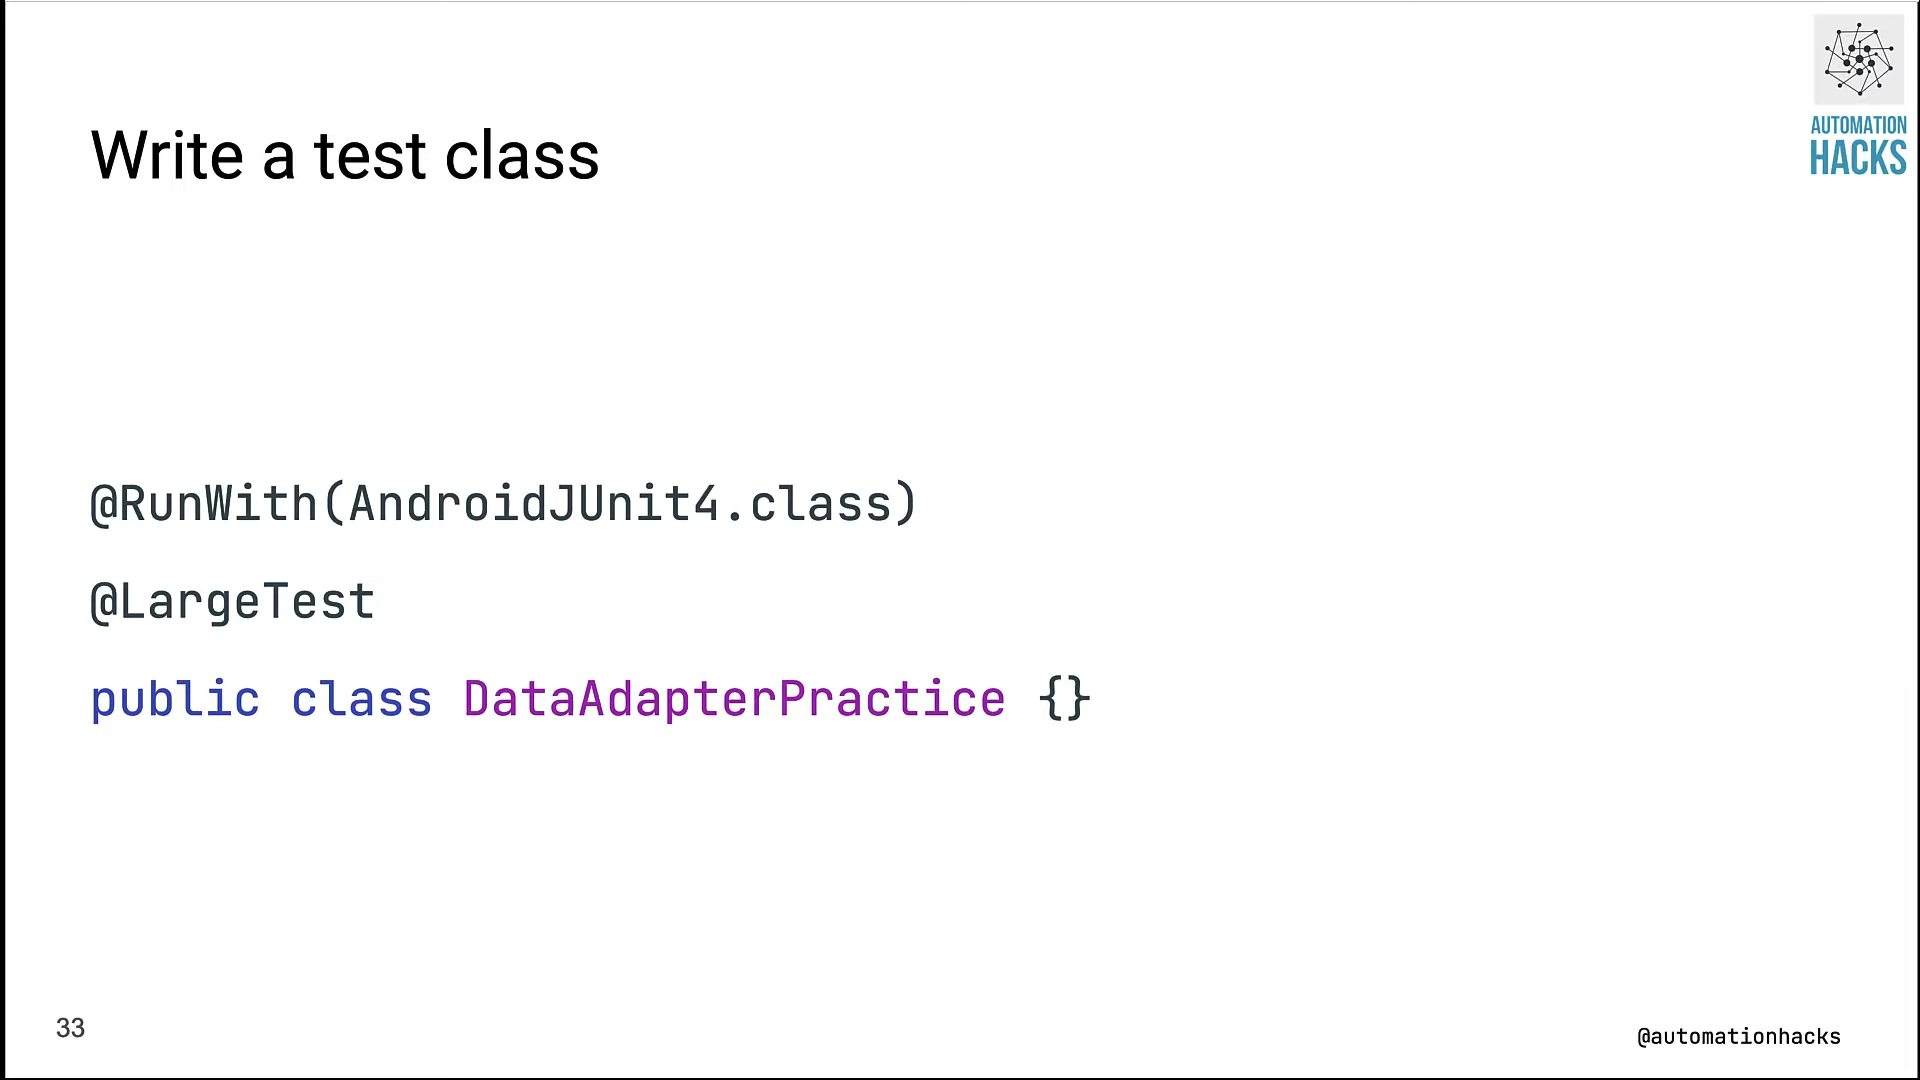 AUTOMATION
HACKS
Write a test class
@RunWith(AndroidJUnit4.class)
@LargeTest
public class DataAdapterPractice {}
33
@automationhacks